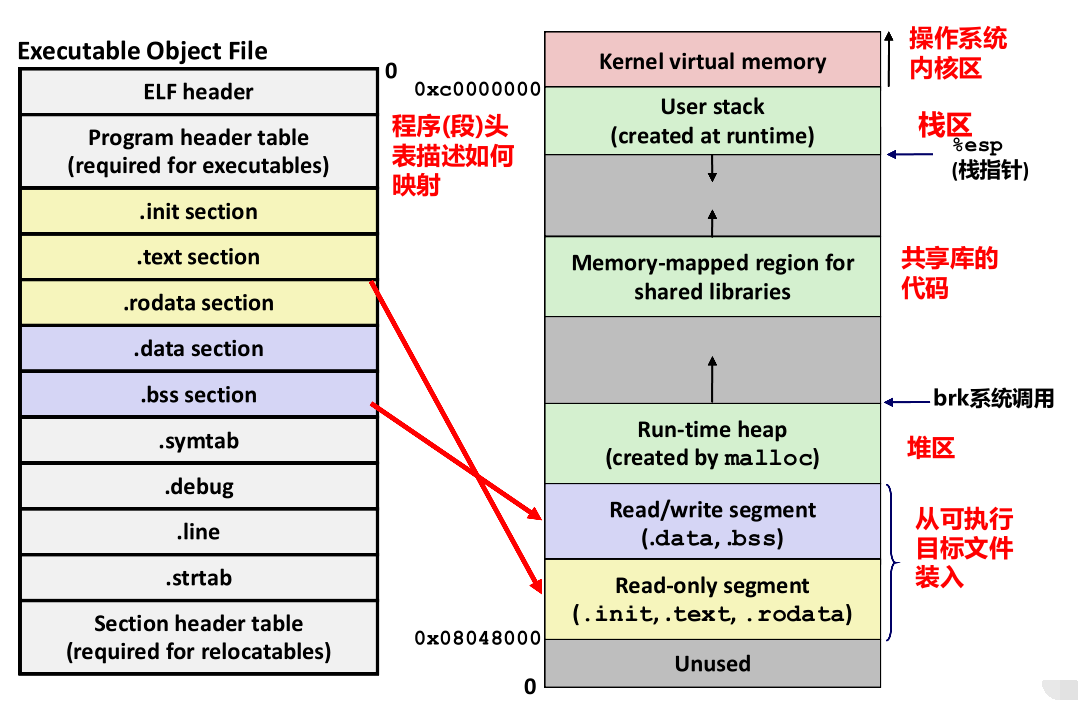 Executable Object File
0
ELF header
Program header table
(required for executables)
.init section
.text section
.rodata section
.data section
.bss section
.symtab
.debug
.line
.strtab
Section header table
(required for relocatables)
程序(段)头
表描述如何
映射
0xc0000000
Kernel virtual memory
操作系统
内核区
User stack
(created at runtime)
栈区
%esp
(栈指针)
Memory-mapped region for
shared libraries
共享库的
代码
brk系统调用
Run-time heap
(created by malloc)
堆区
Read/write segment
(.data, .bss)
Read-only segment
(.init, .text, .rodata)
从可执行
目标文件
装入
0x08048000
Unused
0